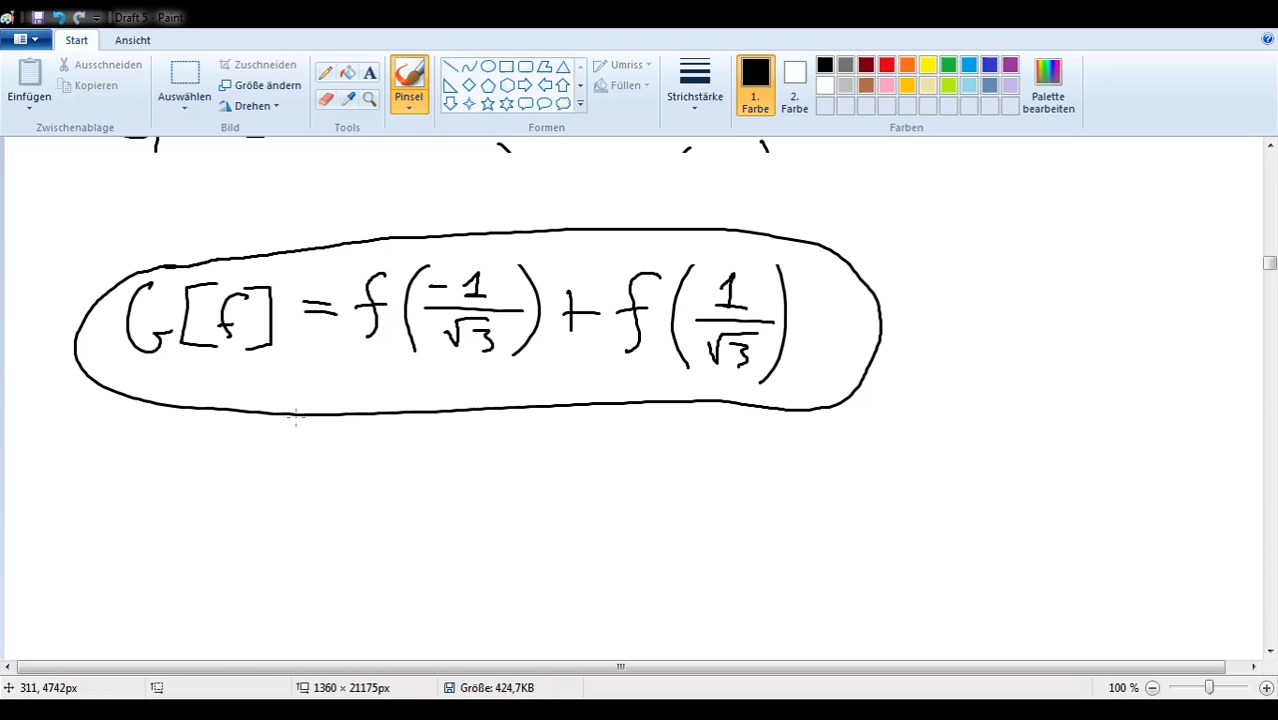 Draft 5 - Paint
Start Ansicht
Einfügen
Ausschneiden
Kopieren
Zwischenablage
Auswählen
Zuschneiden
Größe ändern
Drehen
Bild
A
Tools
Pinsel
Umriss
Füllen
Formen
Strichstärke
1. Farbe
2. Farbe
Palette bearbeiten
Farben
G[f] = f(-1/√3) + f(1/√3)
311, 4742px 1360 × 21175px Größe: 424,7KB 100 %